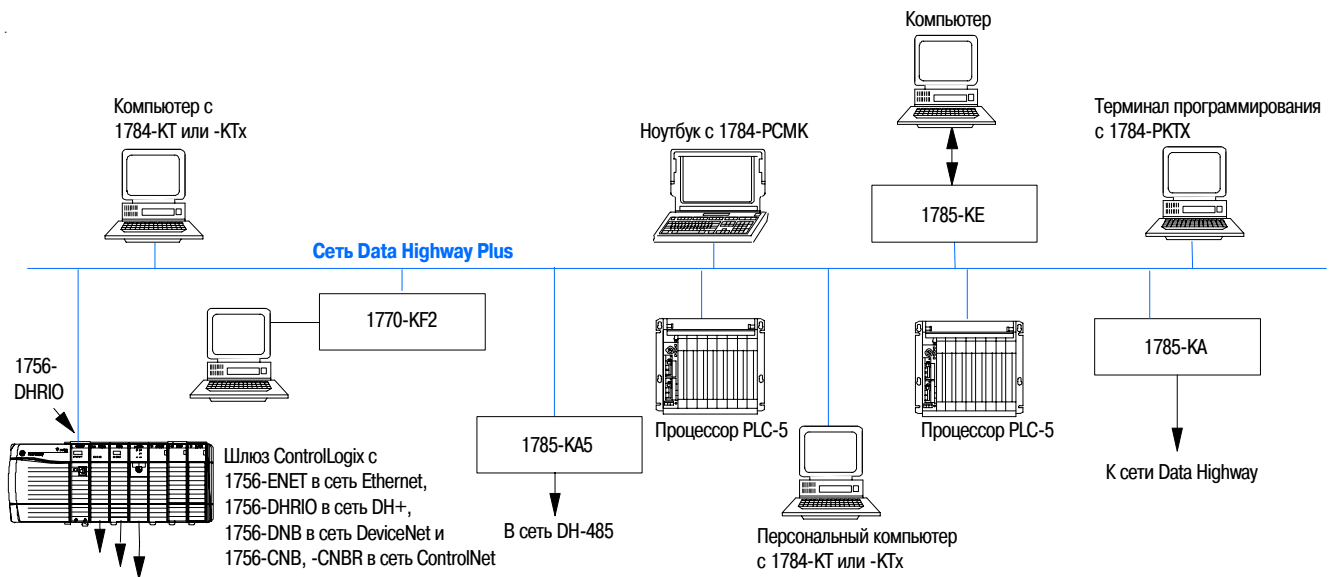 Компьютер
Компьютер с
1784-KT или -KTx
Ноутбук с 1784-PCMK
Терминал программирования
с 1784-PKTX
1785-KE
Сеть Data Highway Plus
1770-KF2
1785-KA
1756-
DHRIO
Процессор PLC-5
Процессор PLC-5
1785-KA5
Шлюз ControlLogix с
1756-ENET в сеть Ethernet,
1756-DHRIO в сеть DH+,
1756-DNB в сеть DeviceNet и
1756-CNB, -CNBR в сеть ControlNet
В сеть DH-485
К сети Data Highway
Персональный компьютер
с 1784-KT или -KTx